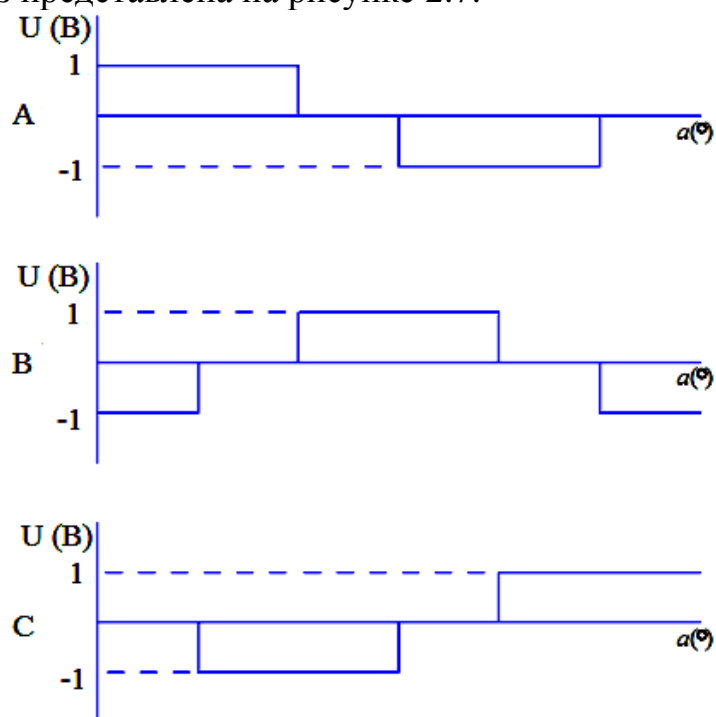 представлена на рисунке 2.7.
U (В)
1
A
a(°)
-1
U (В)
1
B
a(°)
-1
U (В)
1
C
a(°)
-1